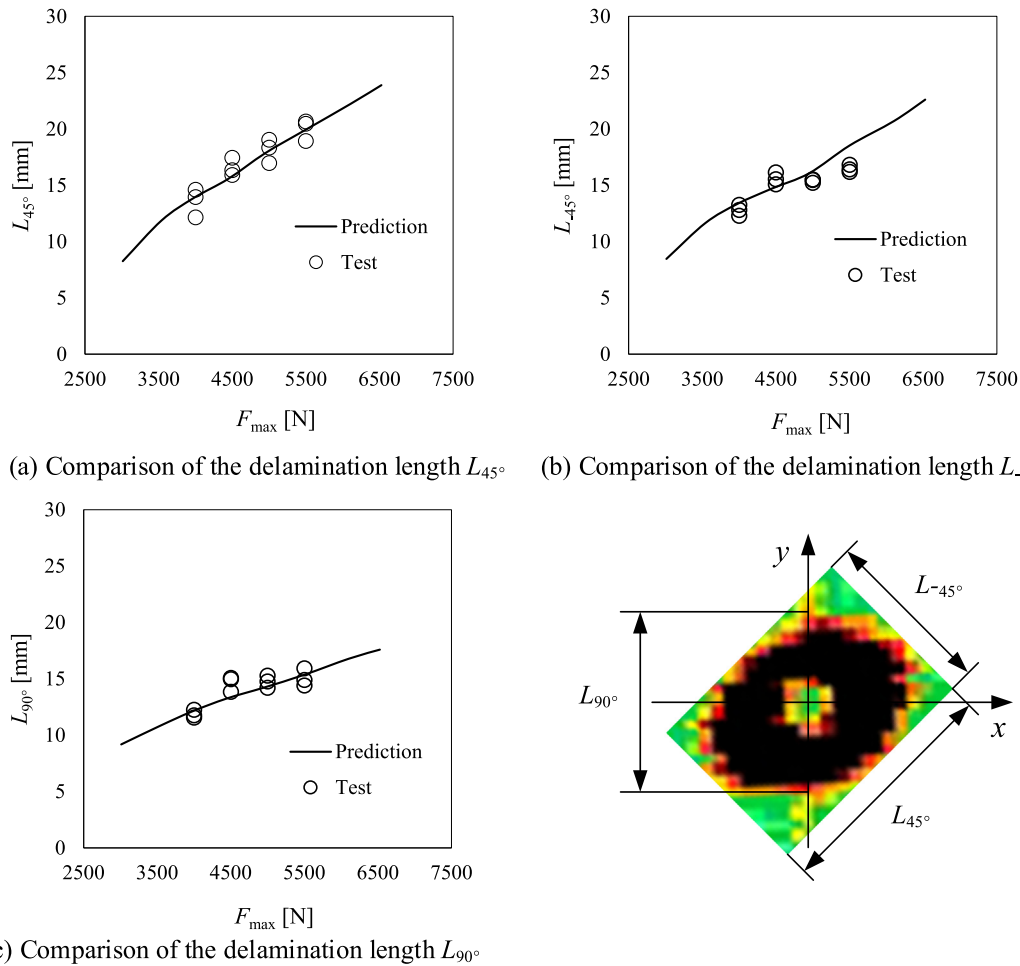 30
25
20
15
10
5
0
L45° [mm]
Prediction
Test
2500 3500 4500 5500 6500 7500
Fmax [N]
(a) Comparison of the delamination length L45°
30
25
20
15
10
5
0
L-45° [mm]
Prediction
Test
2500 3500 4500 5500 6500 7500
Fmax [N]
(b) Comparison of the delamination length L-
30
25
20
15
10
5
0
L90° [mm]
Prediction
Test
2500 3500 4500 5500 6500 7500
Fmax [N]
c) Comparison of the delamination length L90°
y
L-45°
L90°
x
L45°